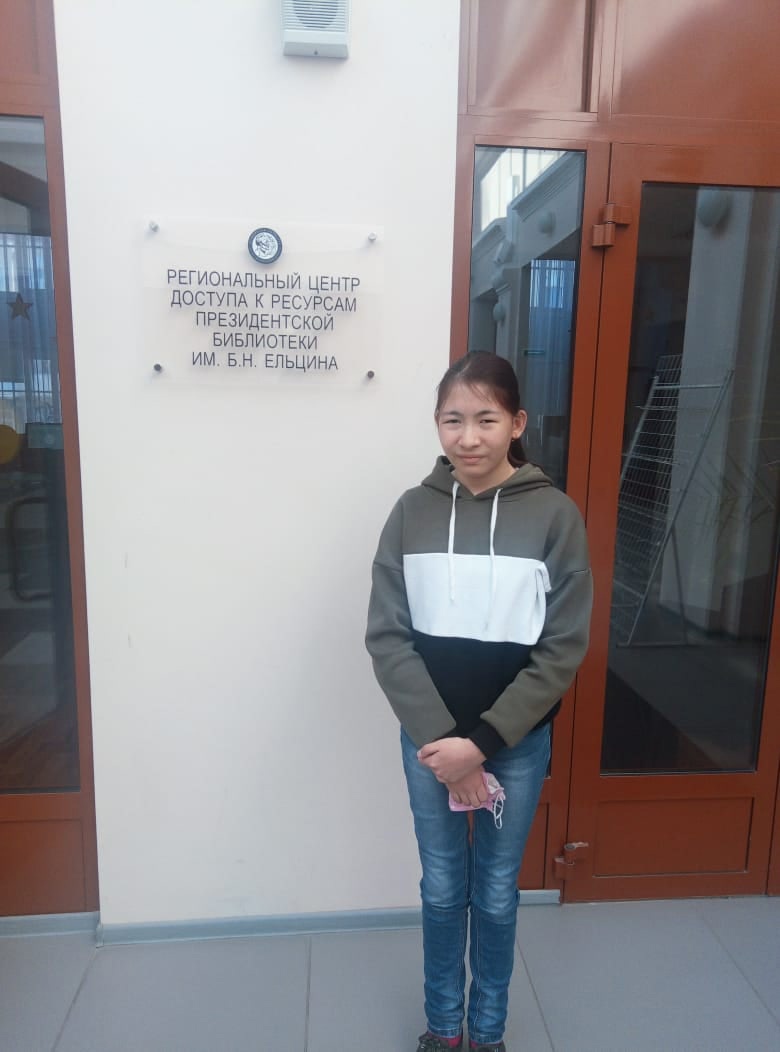 РЕГИОНАЛЬНЫЙ ЦЕНТР
ДОСТУПА К РЕСУРСАМ
ПРЕЗИДЕНТСКОЙ
БИБЛИОТЕКИ
ИМ. Б.Н. ЕЛЬЦИНА